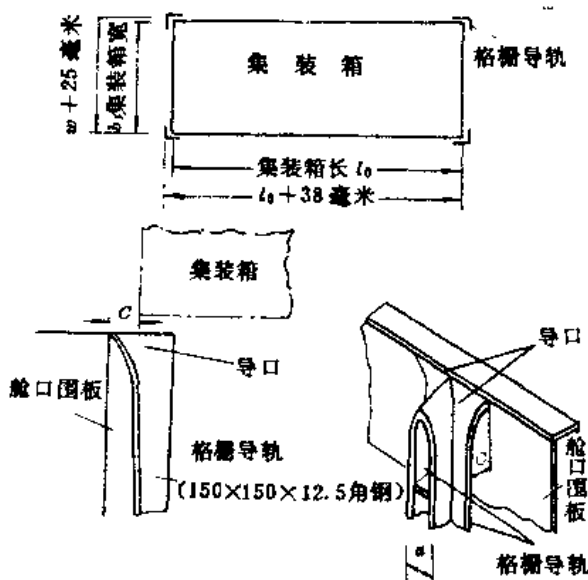 集装箱
格栅导轨
w+25毫米
b₀集装箱宽
集装箱长 l₀
l₀+38毫米
集装箱
C
导口
舱口围板
格栅导轨
(150×150×12.5角钢)
导口
C
舱口围板
a
格栅导轨